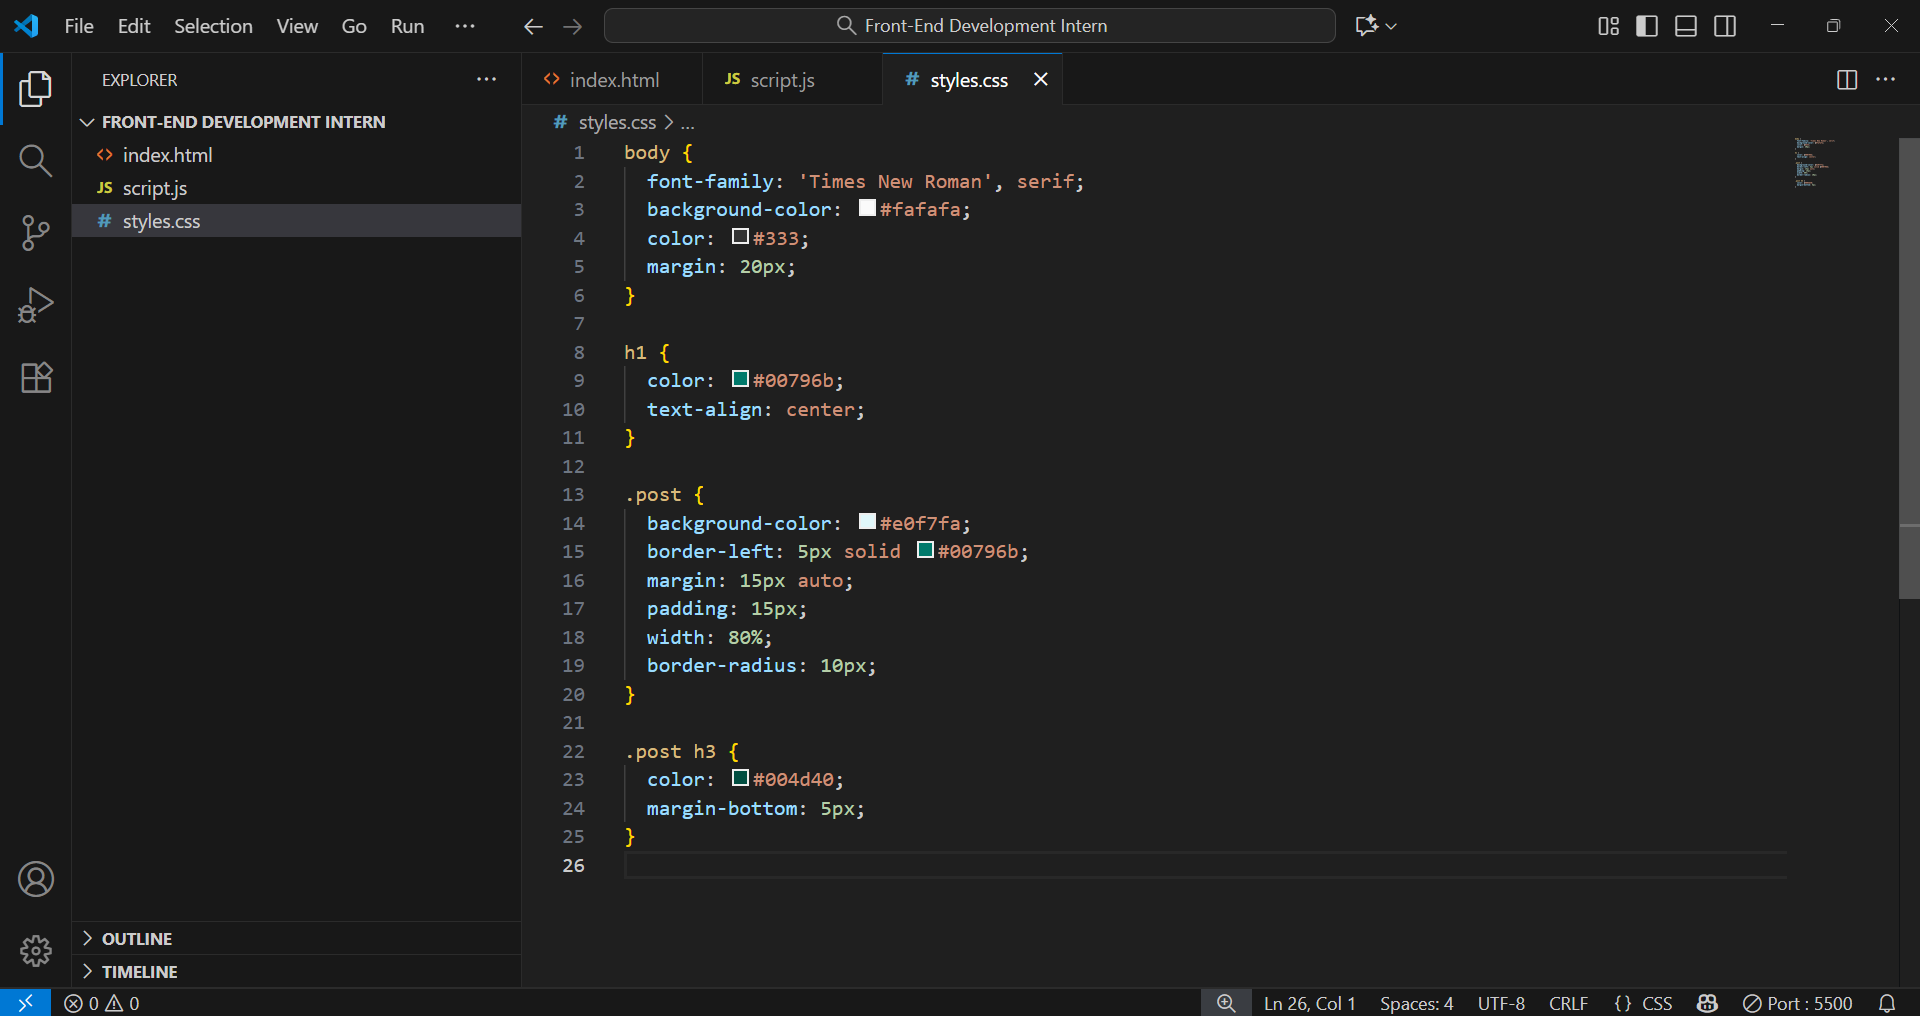 File Edit Selection View Go Run ···
Front-End Development Intern
EXPLORER ···
FRONT-END DEVELOPMENT INTERN
<> index.html
JS script.js
# styles.css
OUTLINE
TIMELINE
<> index.html JS script.js # styles.css
# styles.css > ...
1 body {
2 font-family: 'Times New Roman', serif;
3 background-color: #fafafa;
4 color: #333;
5 margin: 20px;
6 }
7
8 h1 {
9 color: #00796b;
10 text-align: center;
11 }
12
13 .post {
14 background-color: #e0f7fa;
15 border-left: 5px solid #00796b;
16 margin: 15px auto;
17 padding: 15px;
18 width: 80%;
19 border-radius: 10px;
20 }
21
22 .post h3 {
23 color: #004d40;
24 margin-bottom: 5px;
25 }
26
0 0 Ln 26, Col 1 Spaces: 4 UTF-8 CRLF {} CSS Port : 5500